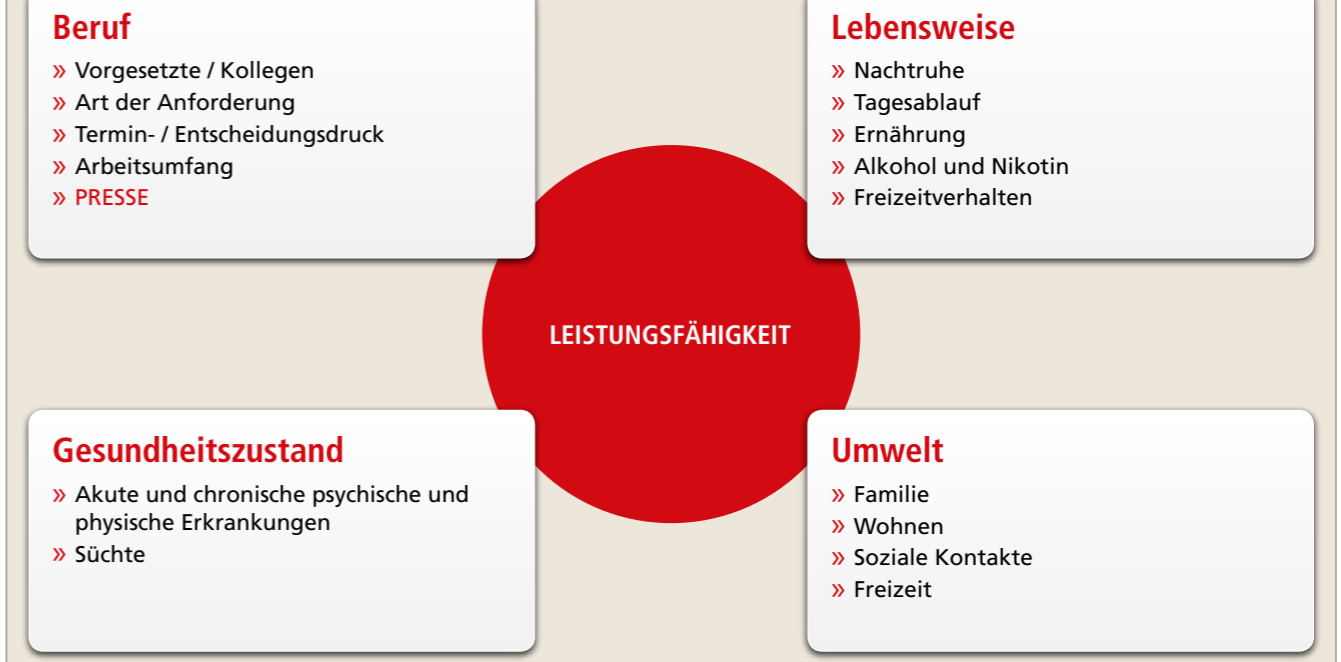 Beruf
» Vorgesetzte / Kollegen
» Art der Anforderung
» Termin- / Entscheidungsdruck
» Arbeitsumfang
» PRESSE
Lebensweise
» Nachtruhe
» Tagesablauf
» Ernährung
» Alkohol und Nikotin
» Freizeitverhalten
LEISTUNGSFÄHIGKEIT
Gesundheitszustand
» Akute und chronische psychische und
physische Erkrankungen
» Süchte
Umwelt
» Familie
» Wohnen
» Soziale Kontakte
» Freizeit